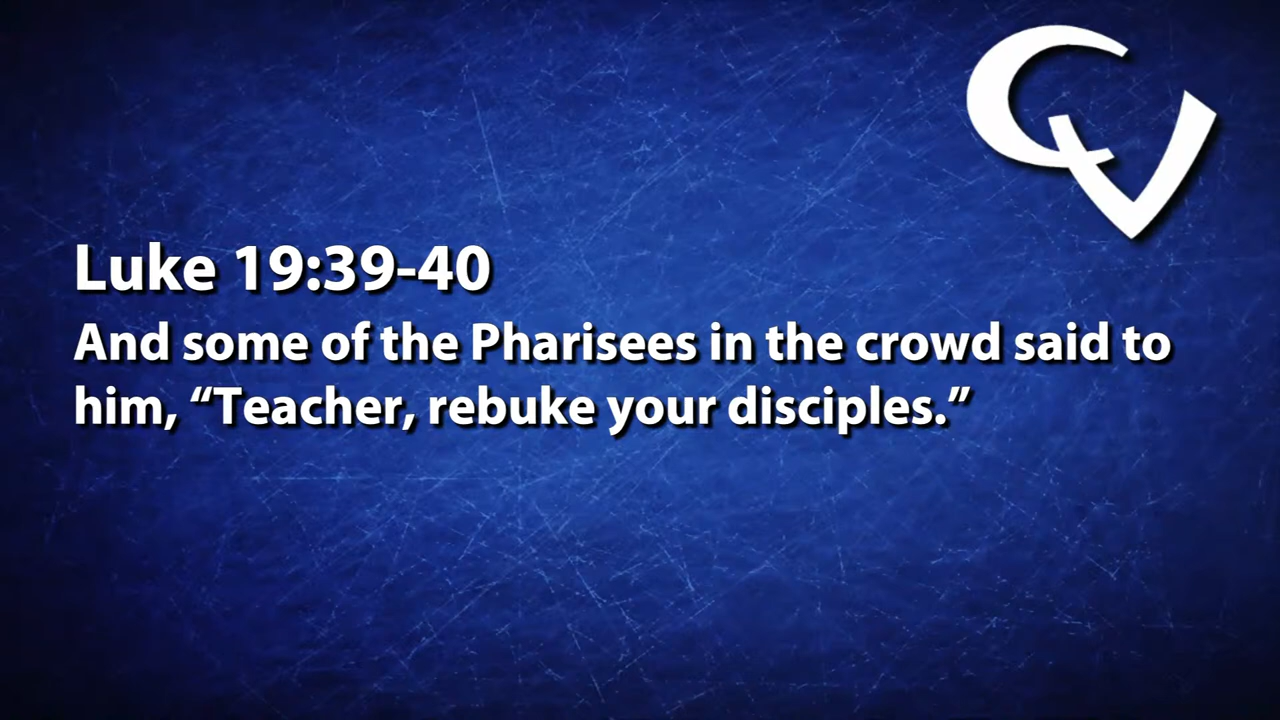 CV
Luke 19:39-40
And some of the Pharisees in the crowd said to
him, “Teacher, rebuke your disciples.”